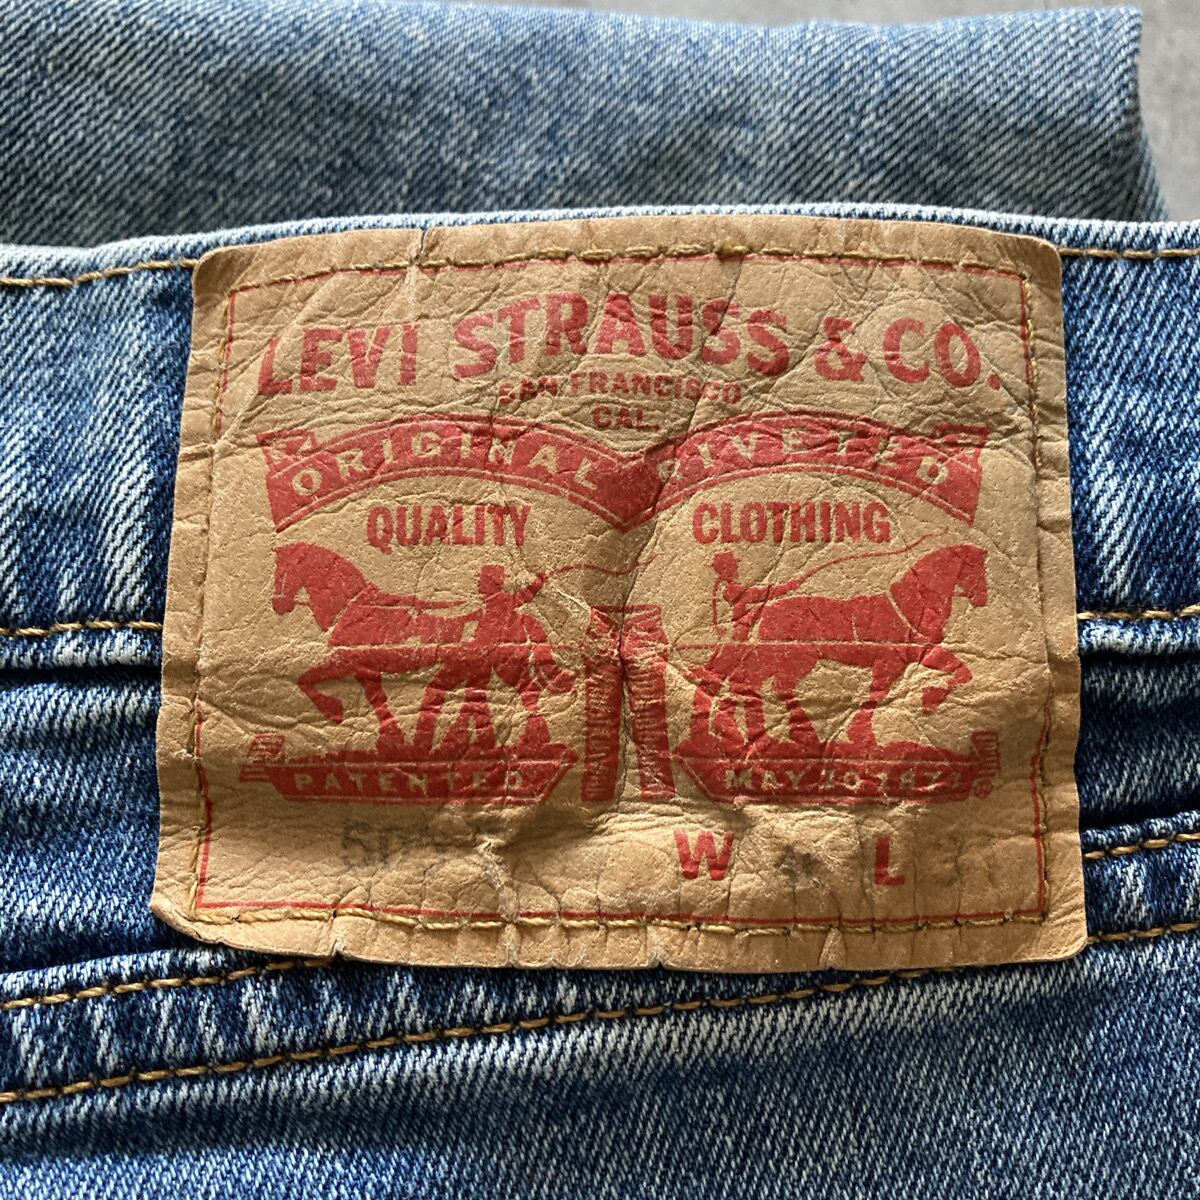 LEVI STRAUSS & CO.
SAN FRANCISCO
CAL.
ORIGINAL RIVETED
QUALITY CLOTHING
PATENTED MAY 20 1873
W L